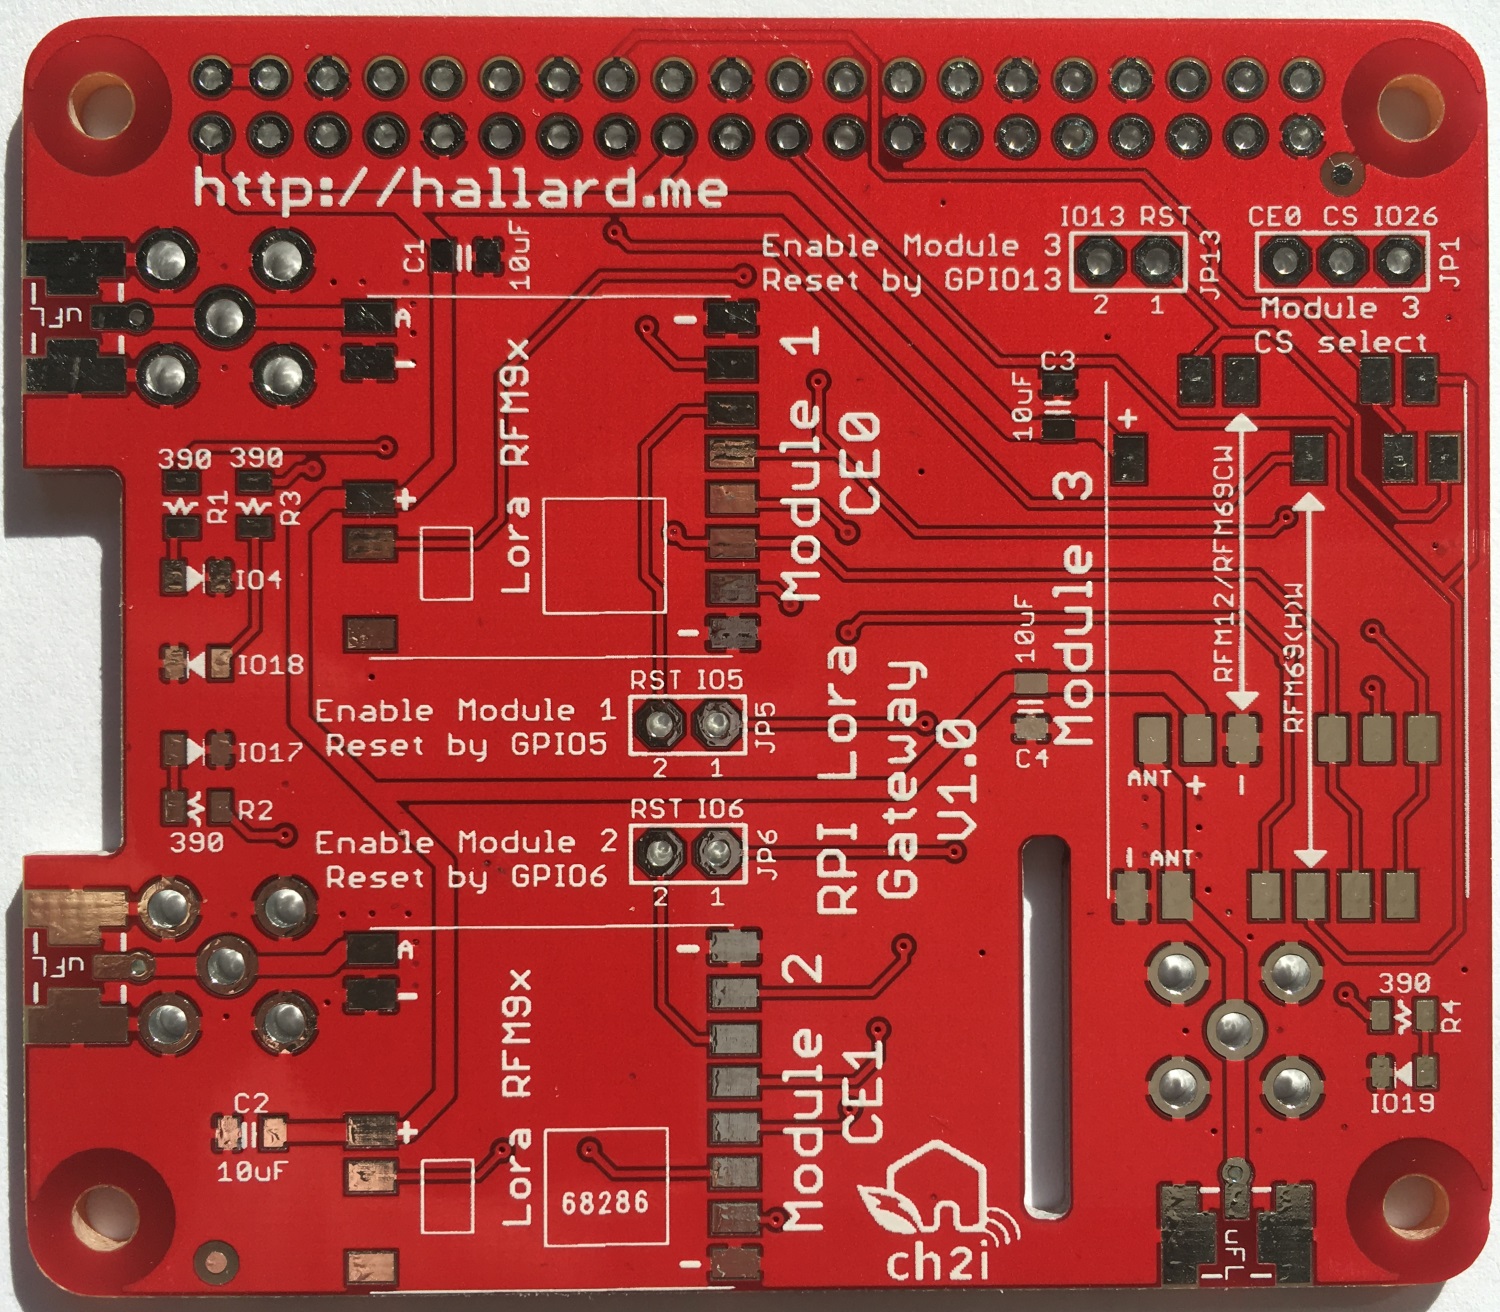 http://hallard.me
IO13 RST
CE0 CS IO26
Enable Module 3
Reset by GPIO13
JP13
JP1
2 1
Module 3
CS select
C1
10uF
uFL
A
-
-
Lora RFM9x
Module 1
CE0
+
-
C3
10uF
+
Module 3
RFM12/RFM69CW
RFM69(H)W
390 390
R1
R3
IO4
IO18
IO17
R2
390
RST IO5
Enable Module 1
Reset by GPIO5
JP5
2 1
RST IO6
Enable Module 2
Reset by GPIO6
JP6
2 1
RPI Lora
Gateway
V1.0
10uF
C4
ANT + -
- ANT
uFL
A
-
-
Lora RFM9x
Module 2
CE1
+
-
C2
10uF
68286
390
R4
IO19
ch2i
uFL